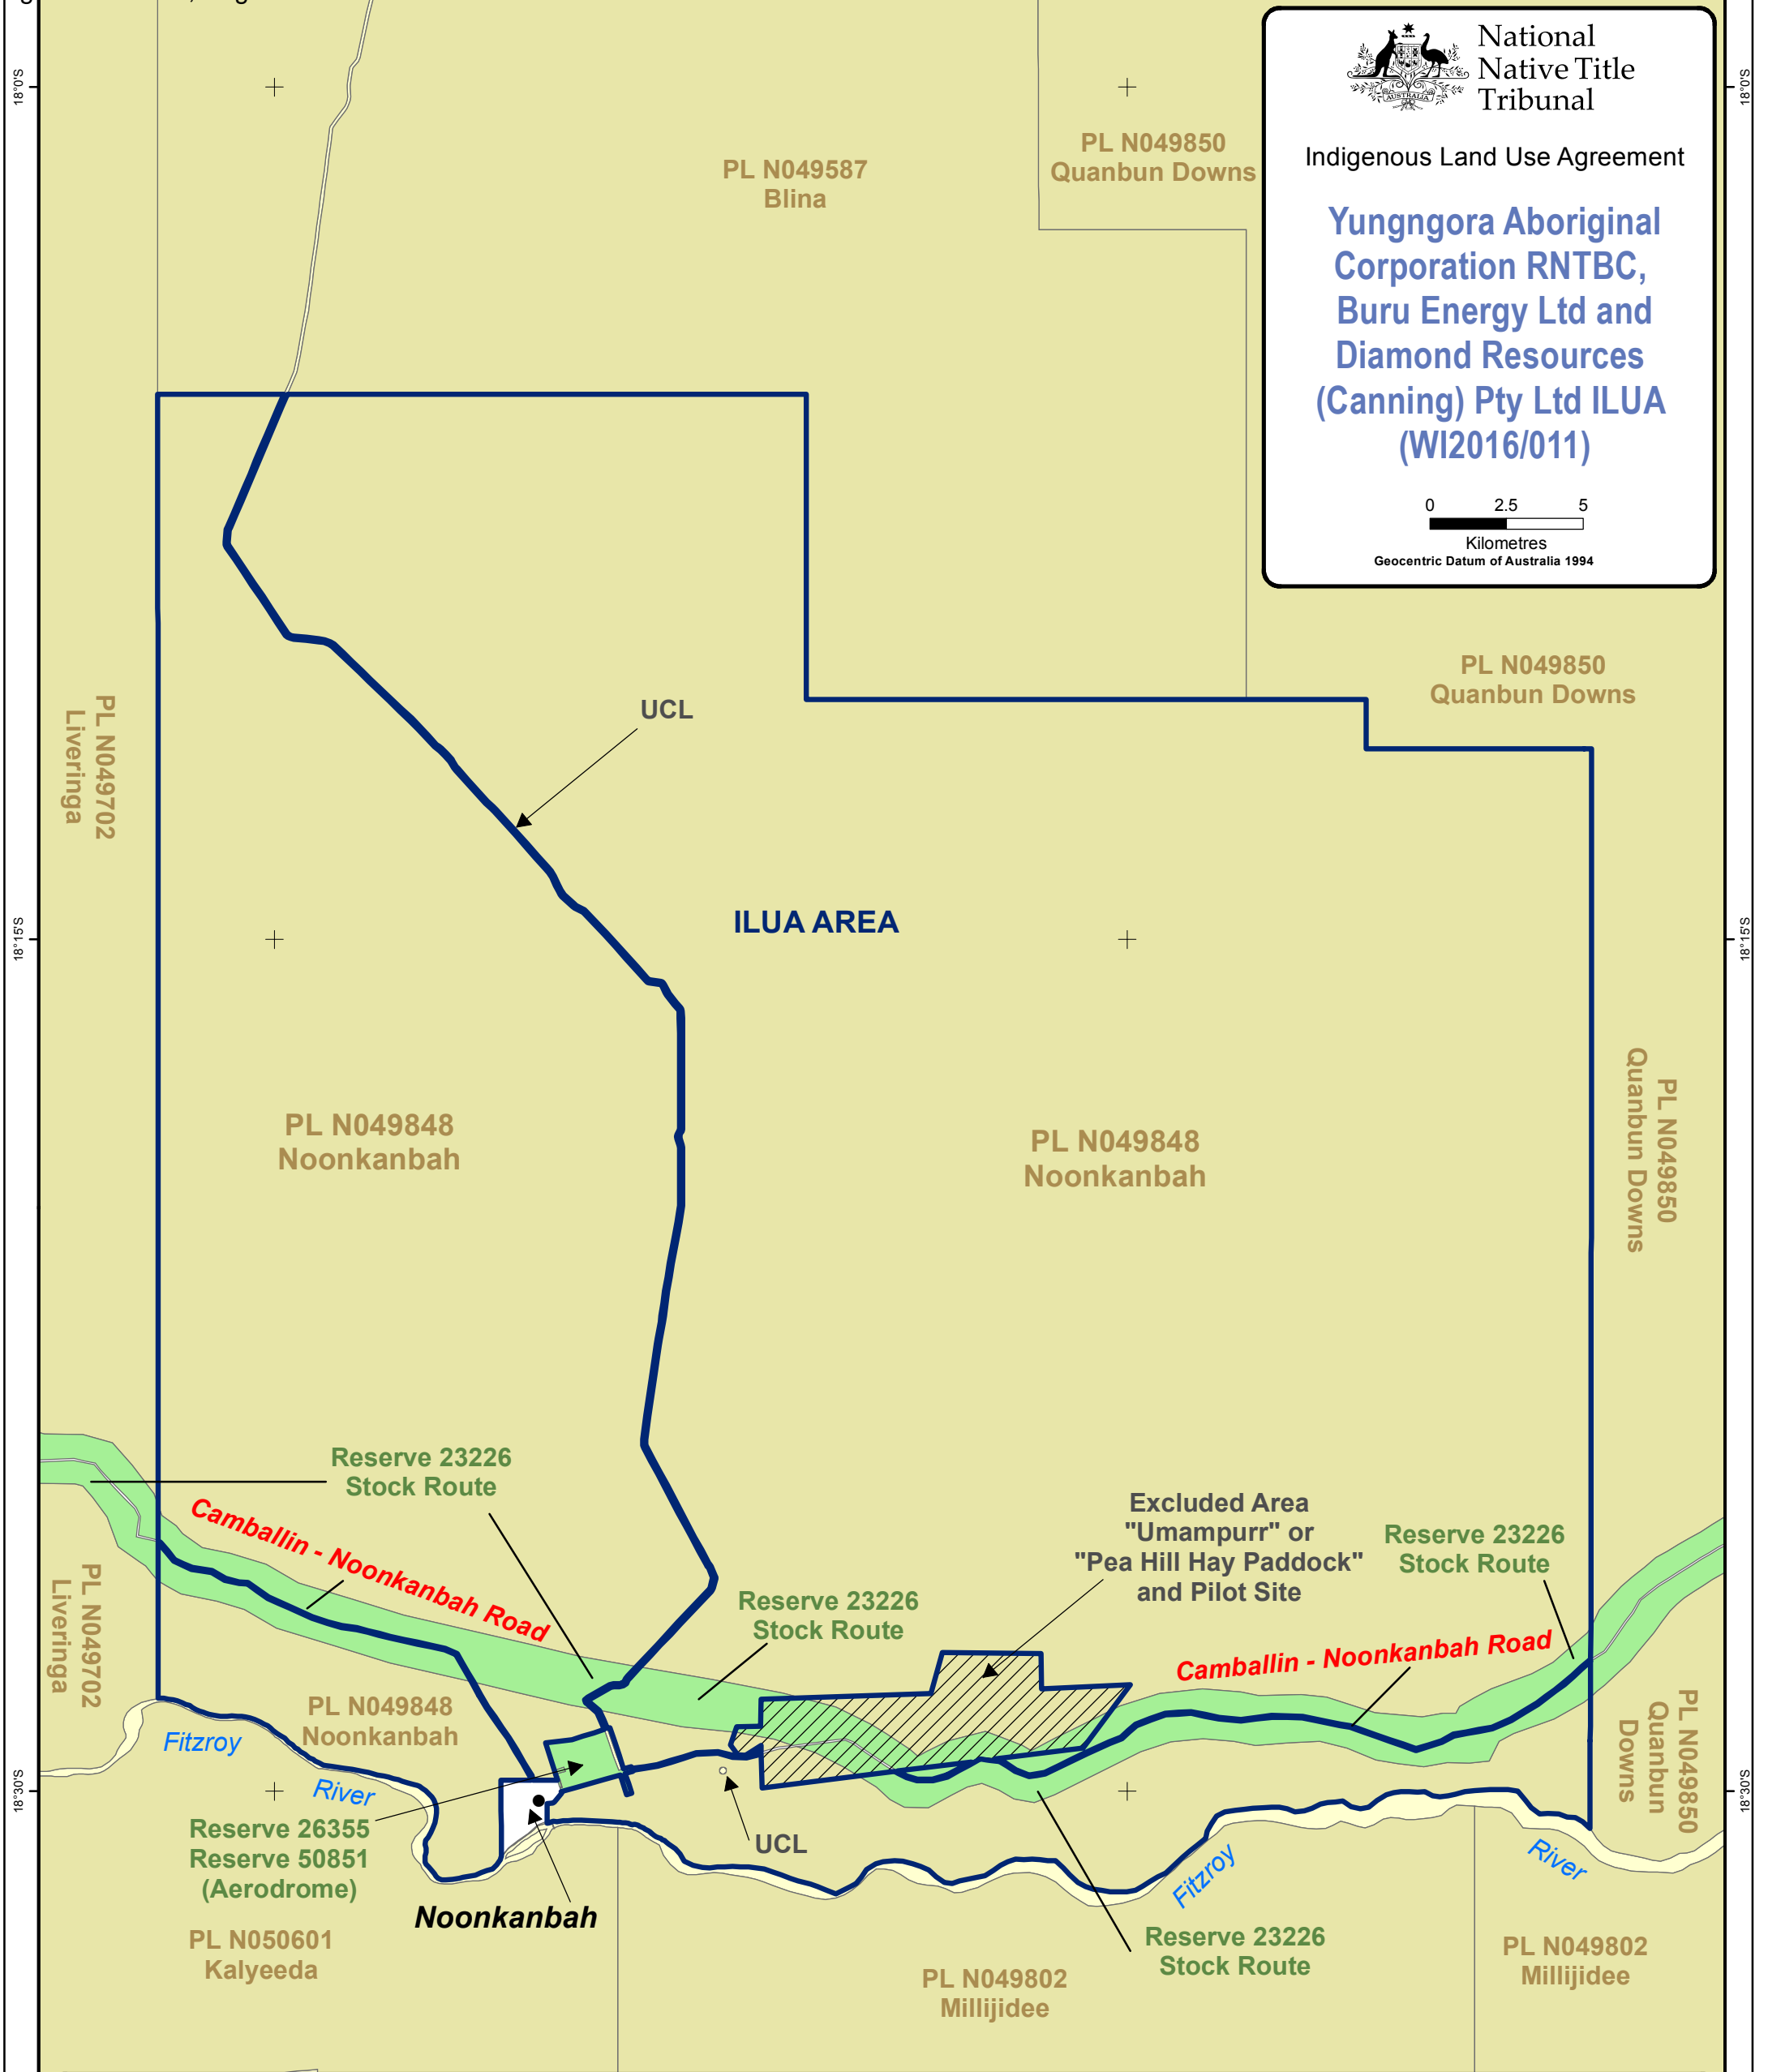 18°0'S
18°0'S
National
Native Title
Tribunal
AUSTRALIA
Indigenous Land Use Agreement
Yungngora Aboriginal
Corporation RNTBC,
Buru Energy Ltd and
Diamond Resources
(Canning) Pty Ltd ILUA
(WI2016/011)
0 2.5 5
Kilometres
Geocentric Datum of Australia 1994
PL N049587
Blina
PL N049850
Quanbun Downs
PL N049850
Quanbun Downs
PL N049702
Liveringa
UCL
ILUA AREA
18°15'S
18°15'S
PL N049848
Noonkanbah
PL N049848
Noonkanbah
PL N049850
Quanbun Downs
Reserve 23226
Stock Route
Camballin - Noonkanbah Road
Reserve 23226
Stock Route
Excluded Area
"Umampurr" or
"Pea Hill Hay Paddock"
and Pilot Site
Reserve 23226
Stock Route
Camballin - Noonkanbah Road
PL N049702
Liveringa
PL N049848
Noonkanbah
Fitzroy
River
PL N049850
Quanbun
Downs
18°30'S
18°30'S
Reserve 26355
Reserve 50851
(Aerodrome)
UCL
Noonkanbah
Fitzroy
River
Reserve 23226
Stock Route
PL N050601
Kalyeeda
PL N049802
Millijidee
PL N049802
Millijidee